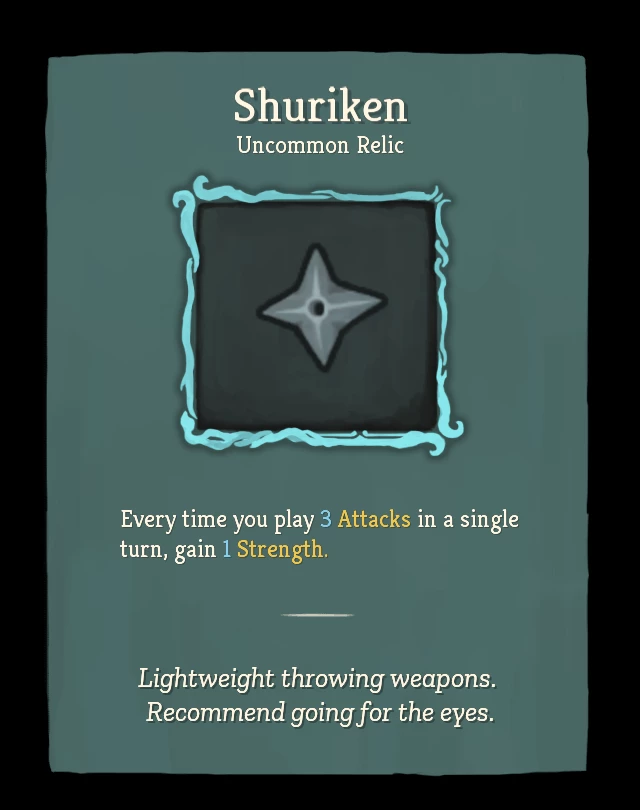 Shuriken
Uncommon Relic
Every time you play 3 Attacks in a single
turn, gain 1 Strength.
Lightweight throwing weapons.
Recommend going for the eyes.